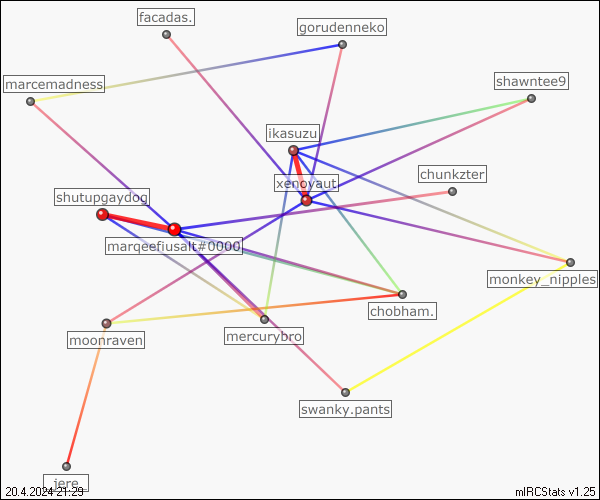 facadas.
gorudenneko
marcemadness
shawntee9
ikasuzu
chunkzter
xenoyaut
shutupgaydog
marqeefiusalt#0000
monkey_nipples
chobham.
mercurybro
moonraven
swanky.pants
_jere_
20.4.2024 21:29
mIRCStats v1.25